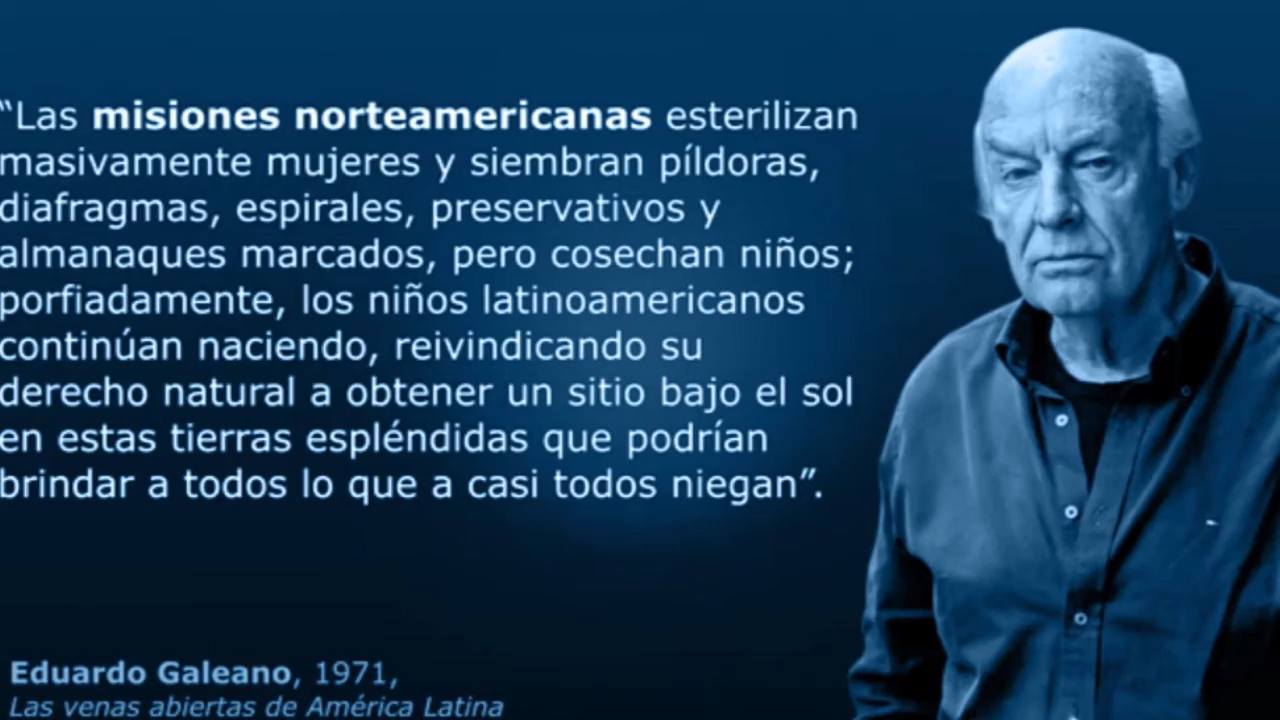 “Las misiones norteamericanas esterilizan
masivamente mujeres y siembran píldoras,
diafragmas, espirales, preservativos y
almanaques marcados, pero cosechan niños;
porfiadamente, los niños latinoamericanos
continúan naciendo, reivindicando su
derecho natural a obtener un sitio bajo el sol
en estas tierras espléndidas que podrían
brindar a todos lo que a casi todos niegan”.
Eduardo Galeano, 1971,
Las venas abiertas de América Latina